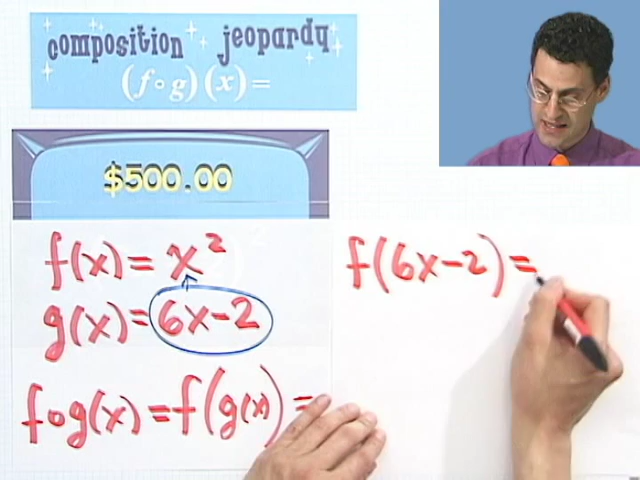 composition jeopardy
(f∘g)(x)=
$500.00
f(x)=x²
g(x)=6x-2
f∘g(x)=f(g(x))=
f(6x-2)=